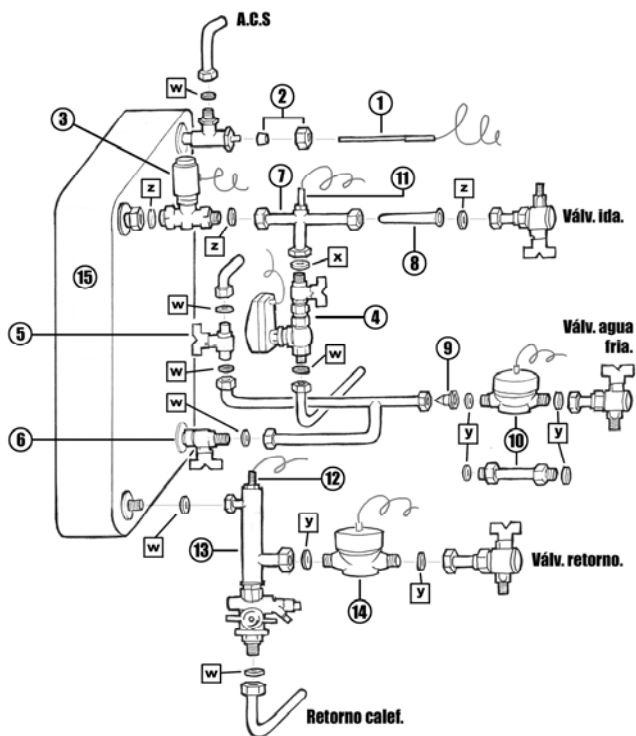 A.C.S
w
2
1
3
7
11
z
z
Válv. ida.
z
8
x
15
w
4
5
Válv. agua
fria.
9
w
w
w
6
y
10
y
12
w
y
13
Válv. retorno.
14
y
w
Retorno calef.